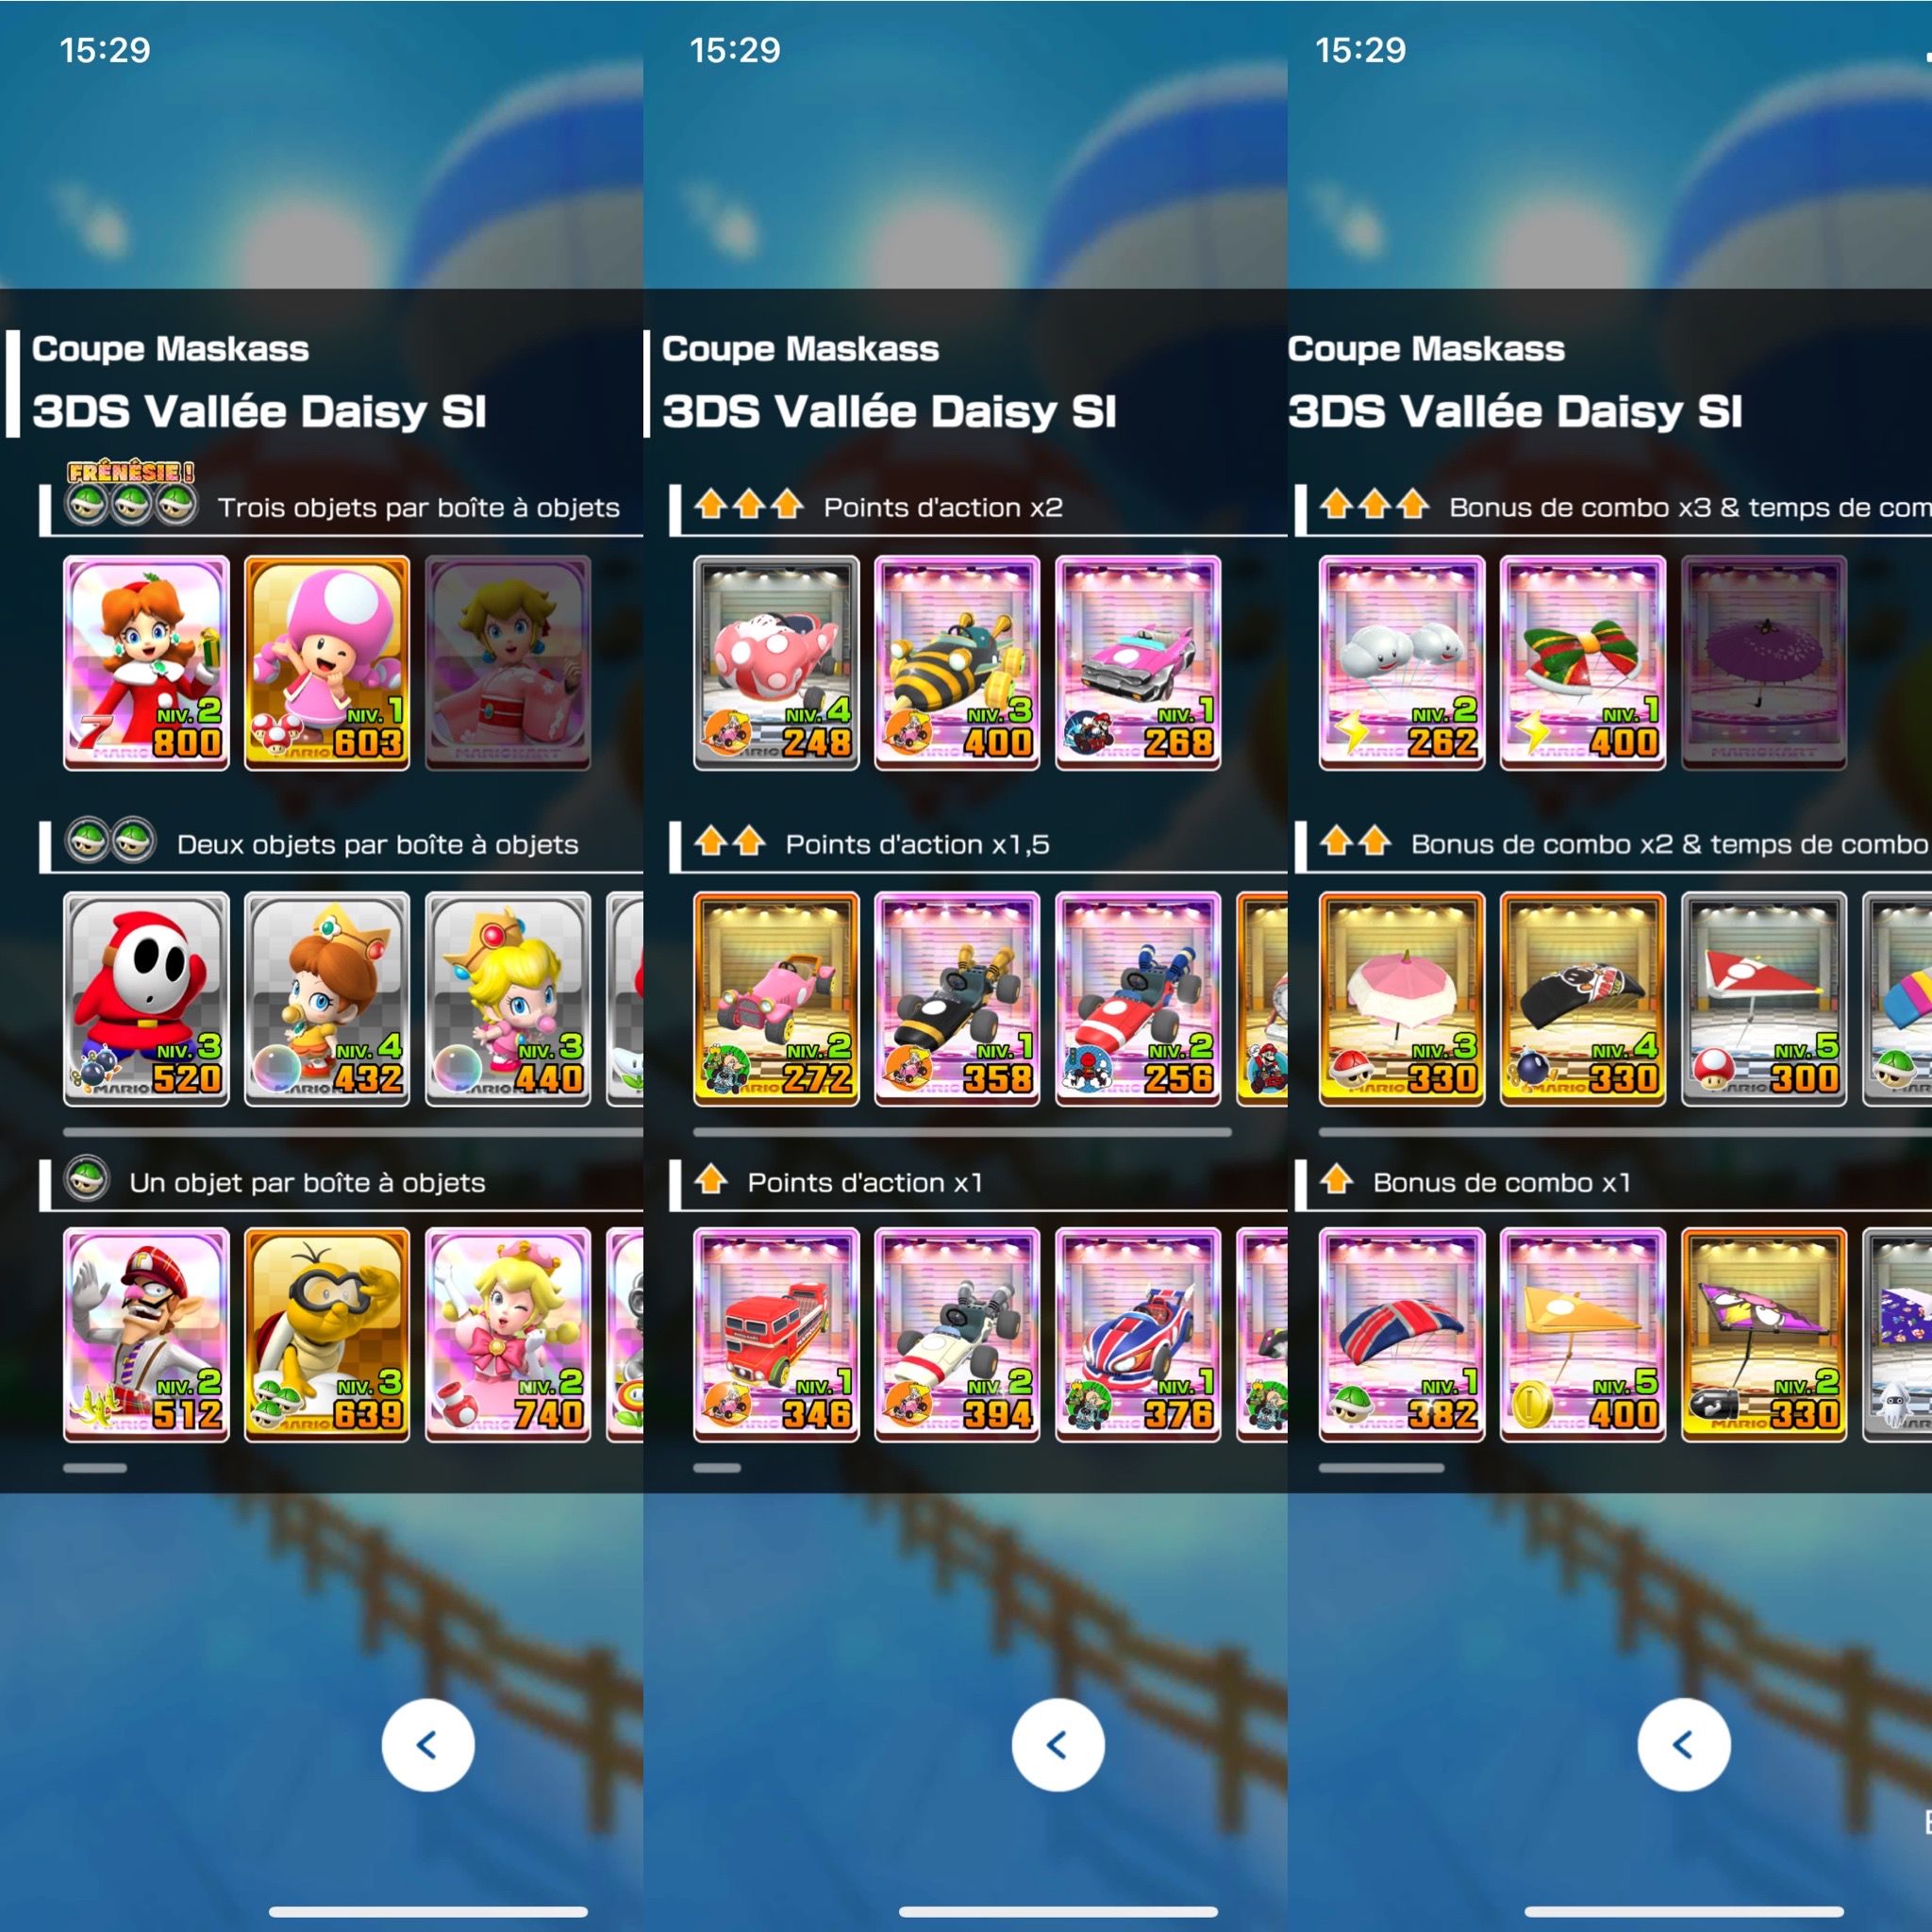 15:29
Coupe Maskass
3DS Vallée Daisy SI
FRÉNÉSIE !
Trois objets par boîte à objets
NIV. 2
800
NIV. 1
603
Deux objets par boîte à objets
NIV. 3
520
NIV. 4
432
NIV. 3
440
Un objet par boîte à objets
NIV. 2
512
NIV. 3
639
NIV. 2
740
15:29
Coupe Maskass
3DS Vallée Daisy SI
Points d'action x2
NIV. 4
248
NIV. 3
400
NIV. 1
268
Points d'action x1,5
NIV. 2
272
NIV. 1
358
NIV. 2
256
Points d'action x1
NIV. 1
346
NIV. 2
394
NIV. 1
376
15:29
Coupe Maskass
3DS Vallée Daisy SI
Bonus de combo x3 & temps de com
NIV. 2
262
NIV. 1
400
Bonus de combo x2 & temps de combo
NIV. 3
330
NIV. 4
330
NIV. 5
300
Bonus de combo x1
NIV. 1
382
NIV. 5
400
NIV. 2
330